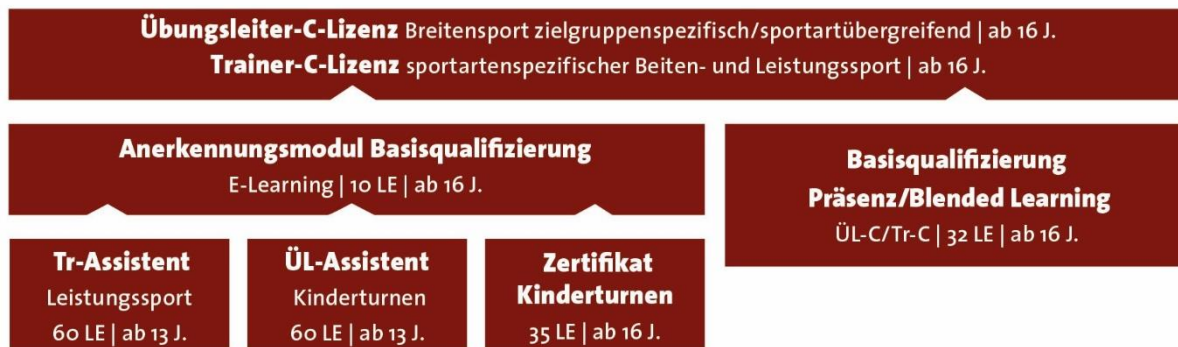 Übungsleiter-C-Lizenz Breitensport zielgruppenspezifisch/sportartübergreifend | ab 16 J.
Trainer-C-Lizenz sportartenspezifischer Beiten- und Leistungssport | ab 16 J.
Anerkennungsmodul Basisqualifizierung
E-Learning | 10 LE | ab 16 J.
Basisqualifizierung
Präsenz/Blended Learning
ÜL-C/Tr-C | 32 LE | ab 16 J.
Tr-Assistent
Leistungssport
60 LE | ab 13 J.
ÜL-Assistent
Kinderturnen
60 LE | ab 13 J.
Zertifikat
Kinderturnen
35 LE | ab 16 J.